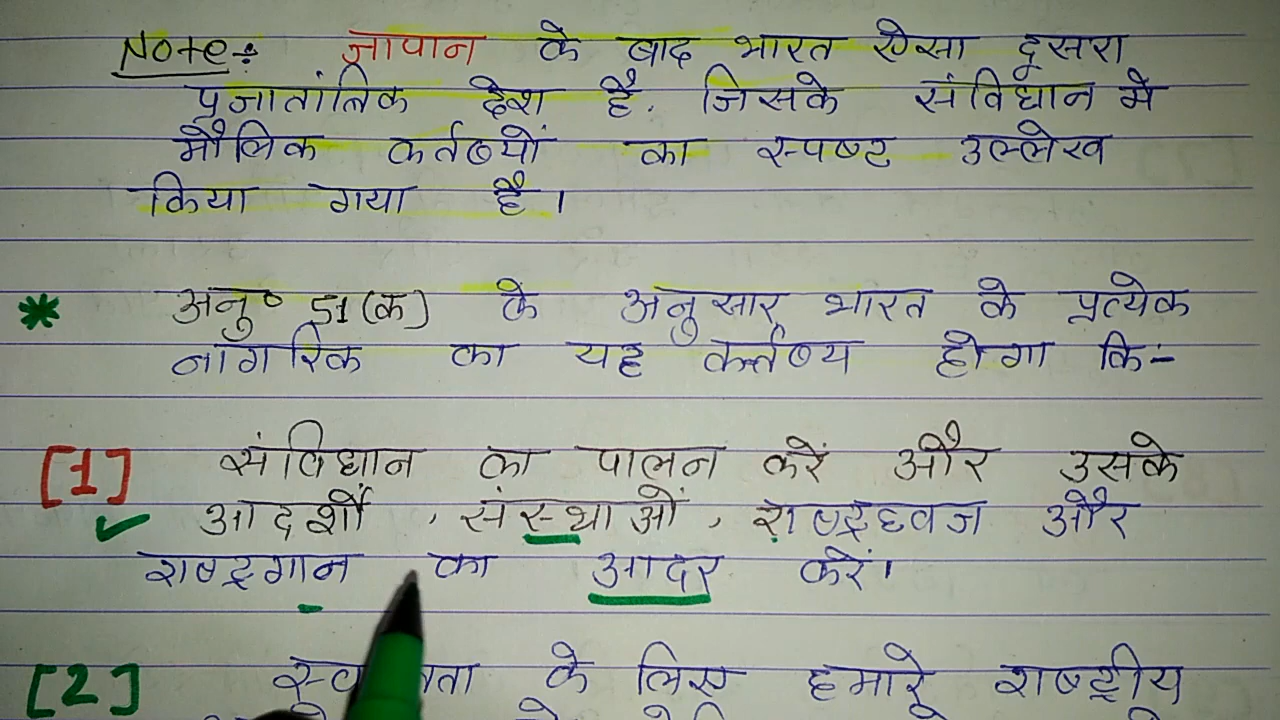 Note:- जापान के बाद भारत ऐसा दूसरा
प्रजातांत्रिक देश है, जिसके संविधान में
मौलिक कर्तव्यों का स्पष्ट उल्लेख
किया गया है।
* अनु० 51(क) के अनुसार भारत के प्रत्येक
नागरिक का यह कर्त्तव्य होगा कि:-
[1] संविधान का पालन करें और उसके
आदर्शों, संस्थाओं, राष्ट्रध्वज और
राष्ट्रगान का आदर करें।
[2] के लिए हमारे राष्ट्रीय